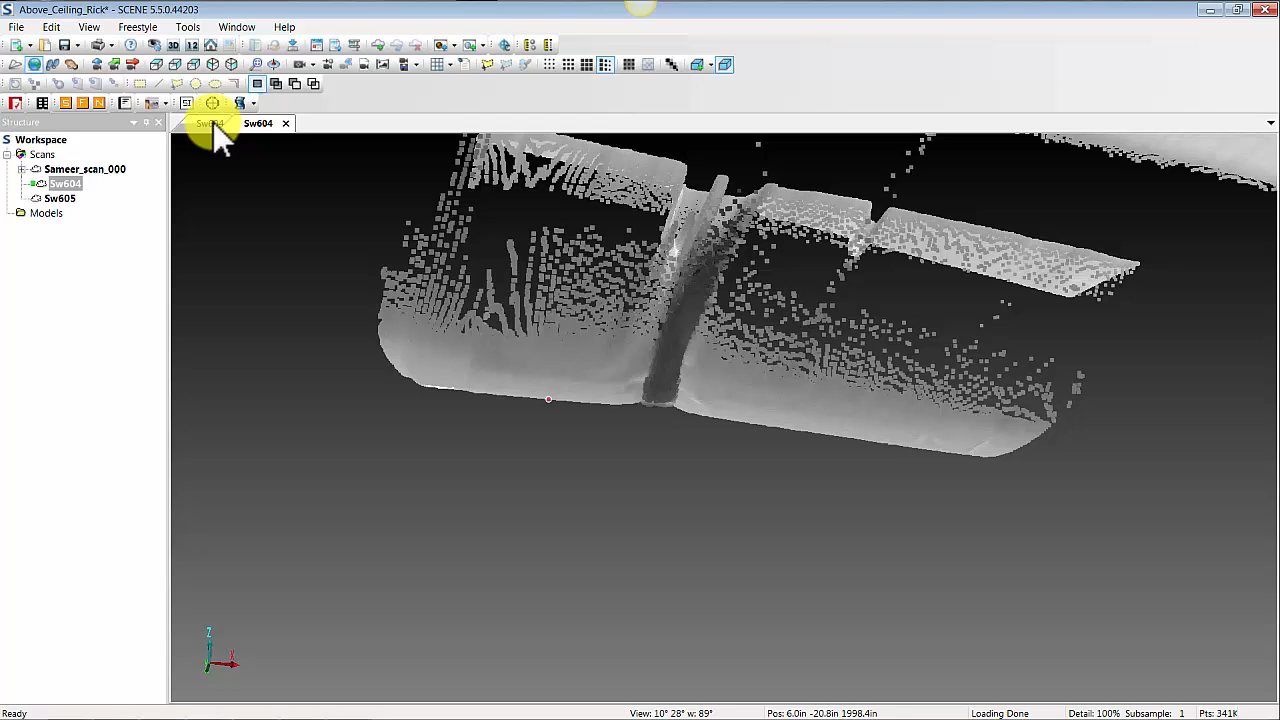 Above_Ceiling_Rick* - SCENE 5.5.0.44203
File Edit View Freestyle Tools Window Help
Structure
Sw604 Sw604
Workspace
Scans
Sameer_scan_000
Sw604
Sw605
Models
Z
X
Ready View: 10° 28° w: 89° Pos: 6.0in -20.8in 1998.4in Loading Done Detail: 100% Subsample: 1 Pts: 341K